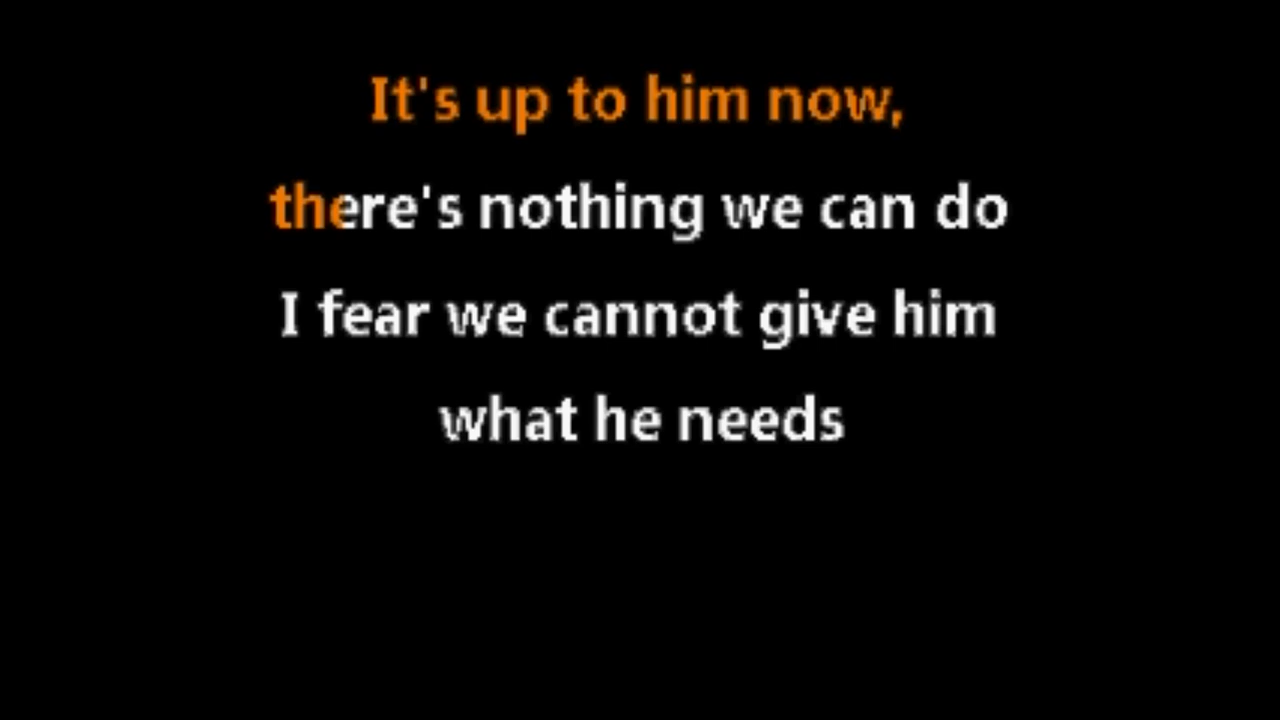 It's up to him now,
there's nothing we can do
I fear we cannot give him
what he needs